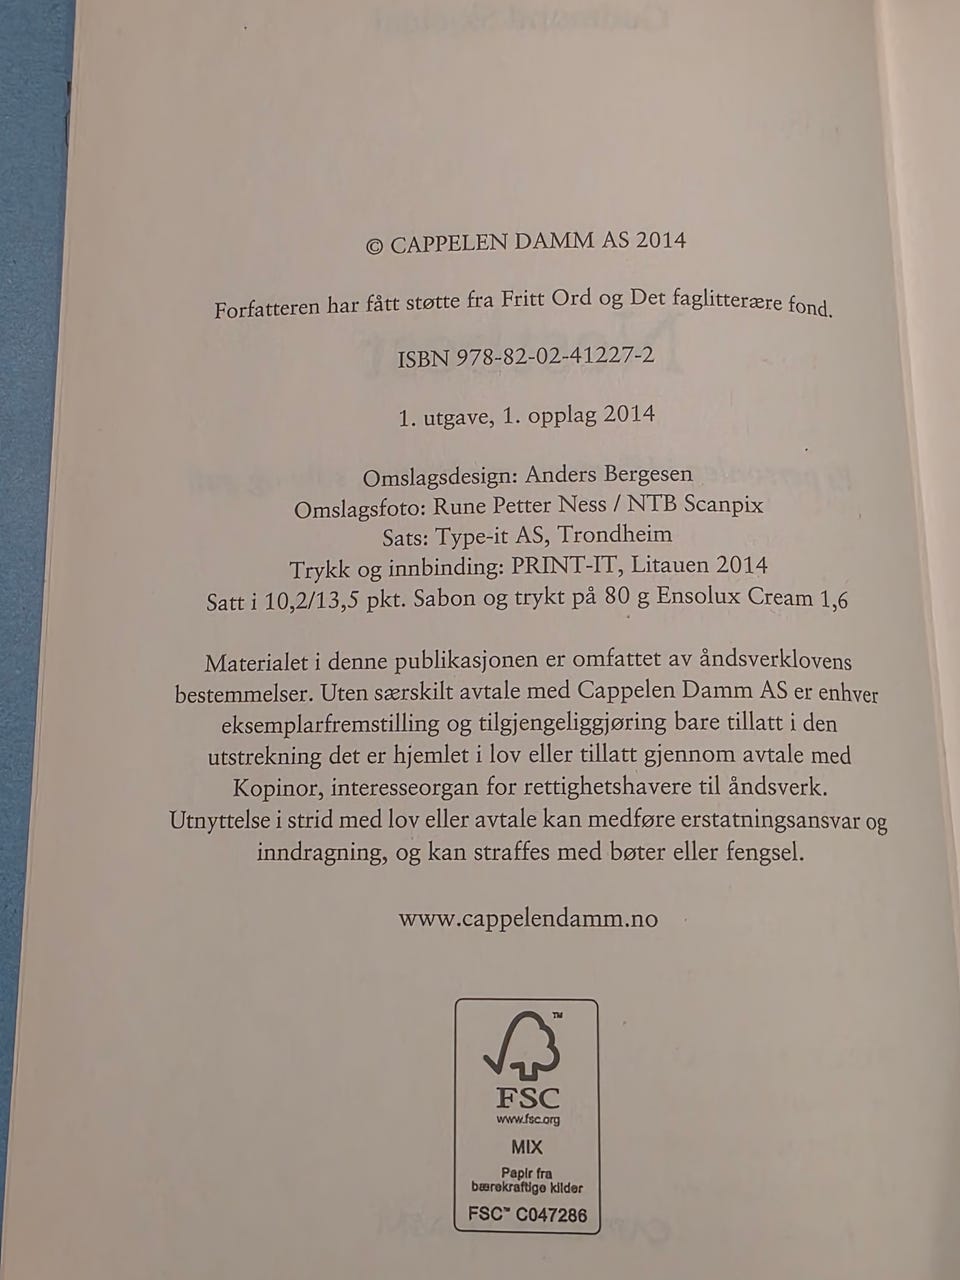 © CAPPELEN DAMM AS 2014
Forfatteren har fått støtte fra Fritt Ord og Det faglitterære fond.
ISBN 978-82-02-41227-2
1. utgave, 1. opplag 2014
Omslagsdesign: Anders Bergesen
Omslagsfoto: Rune Petter Ness / NTB Scanpix
Sats: Type-it AS, Trondheim
Trykk og innbinding: PRINT-IT, Litauen 2014
Satt i 10,2/13,5 pkt. Sabon og trykt på 80 g Ensolux Cream 1,6
Materialet i denne publikasjonen er omfattet av åndsverklovens
bestemmelser. Uten særskilt avtale med Cappelen Damm AS er enhver
eksemplarfremstilling og tilgjengeliggjøring bare tillatt i den
utstrekning det er hjemlet i lov eller tillatt gjennom avtale med
Kopinor, interesseorgan for rettighetshavere til åndsverk.
Utnyttelse i strid med lov eller avtale kan medføre erstatningsansvar og
inndragning, og kan straffes med bøter eller fengsel.
www.cappelendamm.no
TM
FSC
www.fsc.org
MIX
Papir fra
bærekraftige kilder
FSC™ C047286